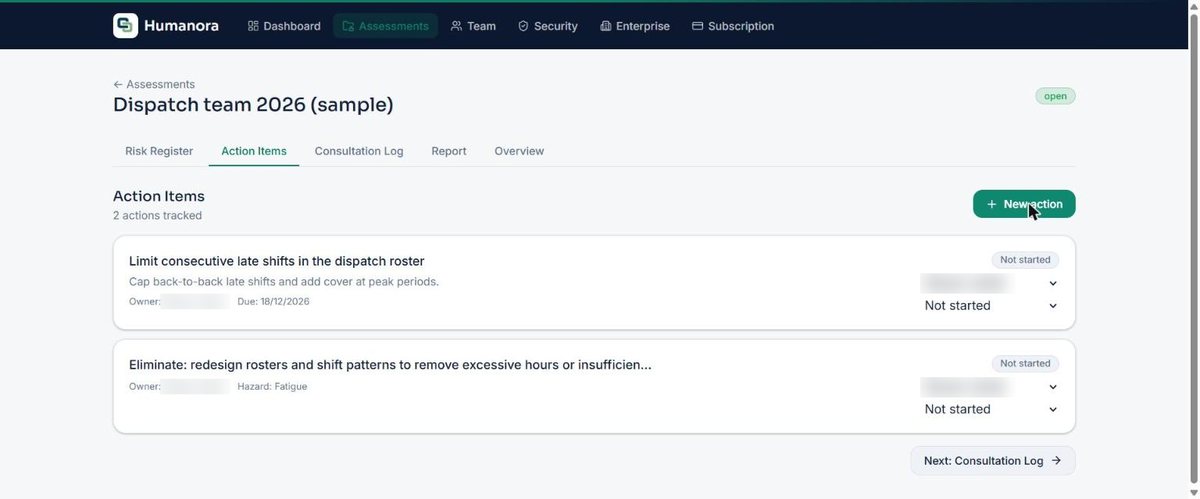 Humanora
Dashboard
Assessments
Team
Security
Enterprise
Subscription
← Assessments
Dispatch team 2026 (sample)
open
Risk Register
Action Items
Consultation Log
Report
Overview
Action Items
2 actions tracked
+ New action
Limit consecutive late shifts in the dispatch roster
Not started
Cap back-to-back late shifts and add cover at peak periods.
Owner:
Due: 18/12/2026
Not started
Eliminate: redesign rosters and shift patterns to remove excessive hours or insufficien...
Not started
Owner:
Hazard: Fatigue
Not started
Next: Consultation Log →